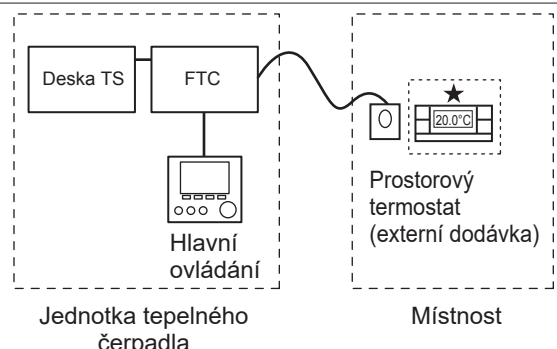 Deska TS
FTC
20.0°C
Hlavní
ovládání
Prostorový
termostat
(externí dodávka)
Jednotka tepelného
čerpadla
Místnost